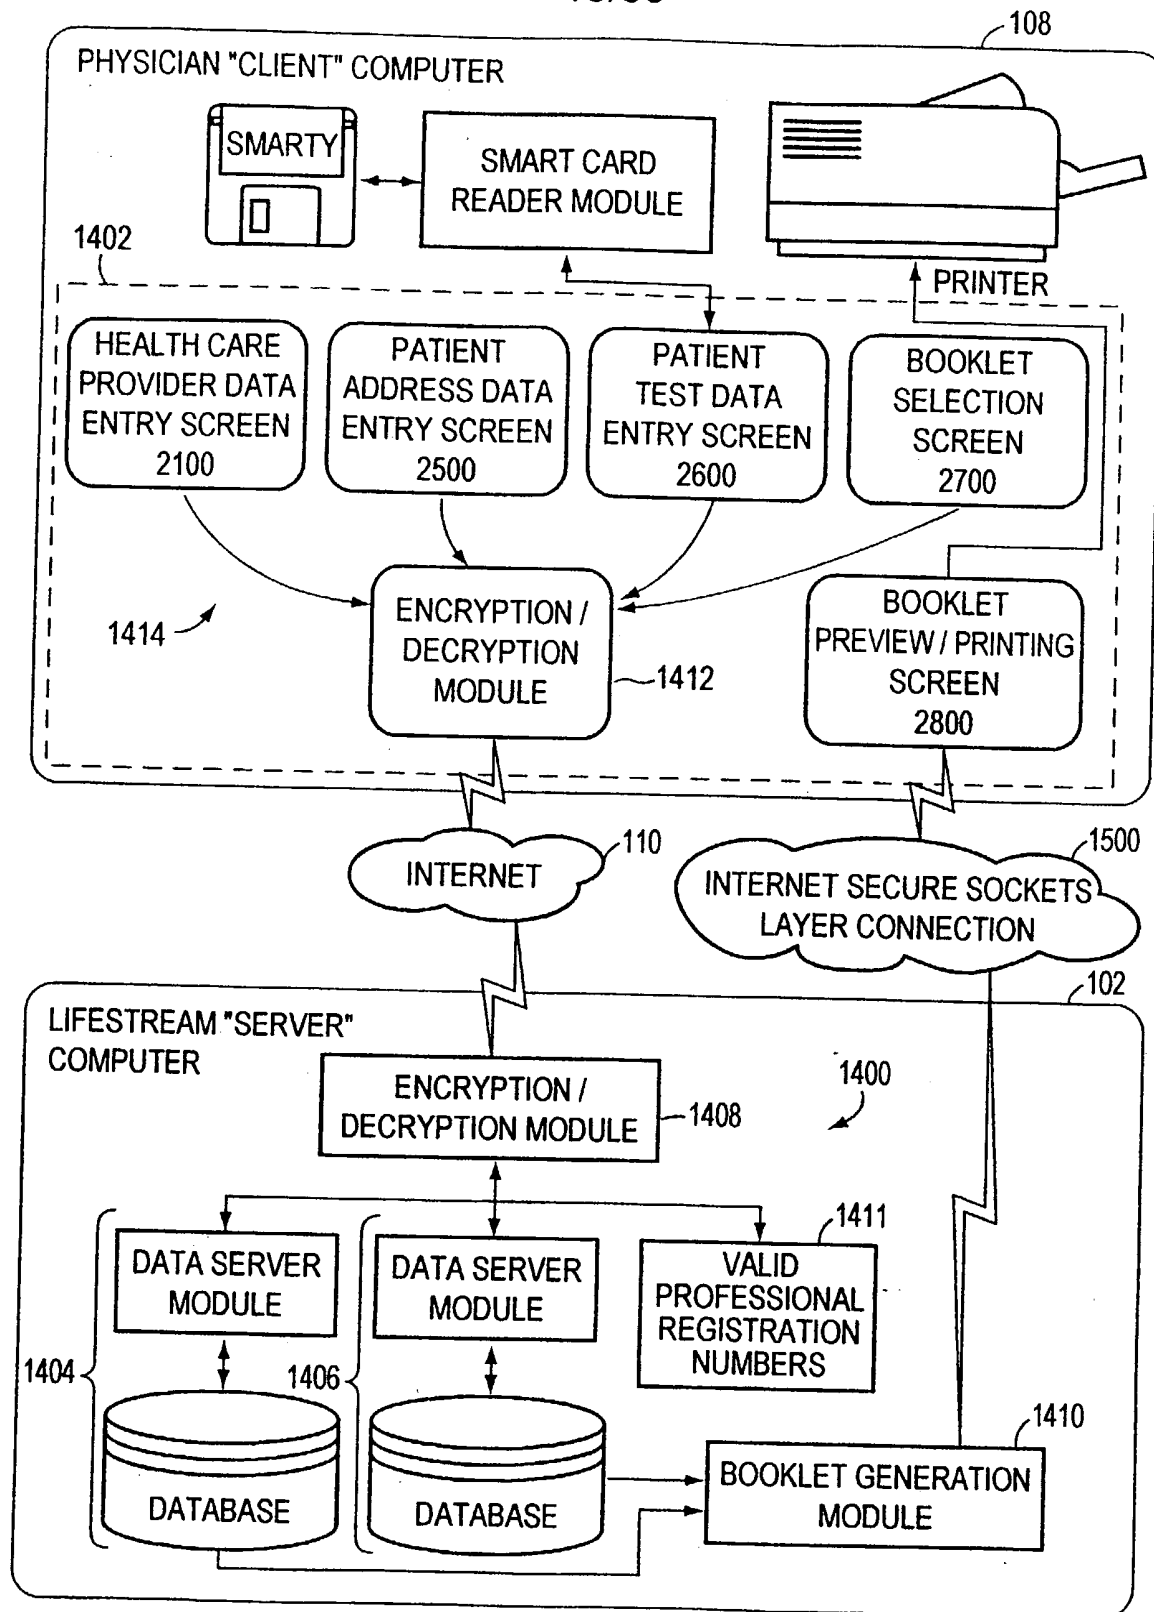 108
PHYSICIAN "CLIENT" COMPUTER
SMARTY
SMART CARD
READER MODULE
1402
PRINTER
HEALTH CARE
PROVIDER DATA
ENTRY SCREEN
2100
PATIENT
ADDRESS DATA
ENTRY SCREEN
2500
PATIENT
TEST DATA
ENTRY SCREEN
2600
BOOKLET
SELECTION
SCREEN
2700
1414
ENCRYPTION /
DECRYPTION
MODULE
1412
BOOKLET
PREVIEW / PRINTING
SCREEN
2800
INTERNET
110
1500
INTERNET SECURE SOCKETS
LAYER CONNECTION
102
LIFESTREAM "SERVER"
COMPUTER
ENCRYPTION /
DECRYPTION MODULE
1408
1400
1411
DATA SERVER
MODULE
DATA SERVER
MODULE
VALID
PROFESSIONAL
REGISTRATION
NUMBERS
1404
1406
DATABASE
DATABASE
1410
BOOKLET GENERATION
MODULE